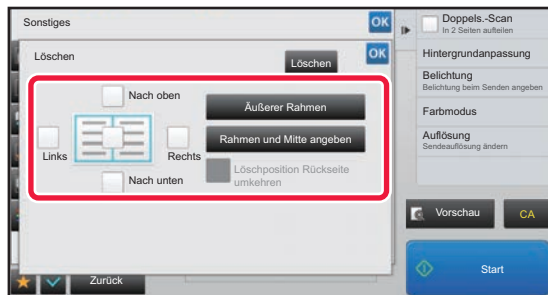 Sonstiges
OK
Löschen
OK
Löschen
Nach oben
Links
Rechts
Nach unten
Äußerer Rahmen
Rahmen und Mitte angeben
Löschposition Rückseite
umkehren
Zurück
Doppels.-Scan
In 2 Seiten aufteilen
Hintergrundanpassung
Belichtung
Belichtung beim Senden angeben
Farbmodus
Auflösung
Sendeauflösung ändern
Vorschau
CA
Start